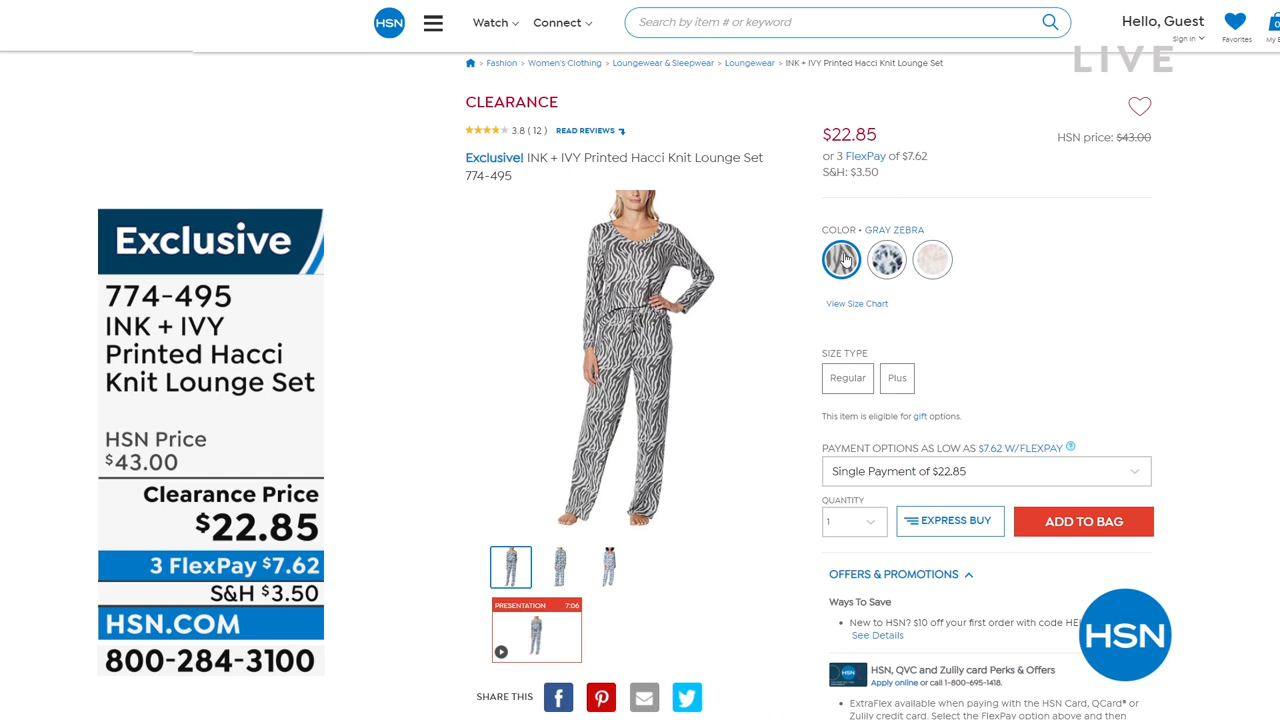 HSN
Watch
Connect
Search by item # or keyword
Hello, Guest
Sign In
Favorites
0
LIVE
> Fashion > Women's Clothing > Loungewear & Sleepwear > Loungewear > INK + IVY Printed Hacci Knit Lounge Set
CLEARANCE
3.8 ( 12 ) READ REVIEWS
Exclusive! INK + IVY Printed Hacci Knit Lounge Set
774-495
$22.85
HSN price: $43.00
or 3 FlexPay of $7.62
S&H: $3.50
COLOR • GRAY ZEBRA
View Size Chart
SIZE TYPE
Regular
Plus
This item is eligible for gift options.
PAYMENT OPTIONS AS LOW AS $7.62 W/FLEXPAY ?
Single Payment of $22.85
QUANTITY
1
EXPRESS BUY
ADD TO BAG
OFFERS & PROMOTIONS
Ways To Save
• New to HSN? $10 off your first order with code
See Details
HSN, QVC and Zulily card Perks & Offers
Apply online or call 1-800-695-1418.
• ExtraFlex available when paying with the HSN Card, QCard® or
Zulily credit card. Select the FlexPay option above and then
HSN
PRESENTATION 7:06
SHARE THIS
Exclusive
774-495
INK + IVY
Printed Hacci
Knit Lounge Set
HSN Price
$43.00
Clearance Price
$22.85
3 FlexPay $7.62
S&H $3.50
HSN.COM
800-284-3100